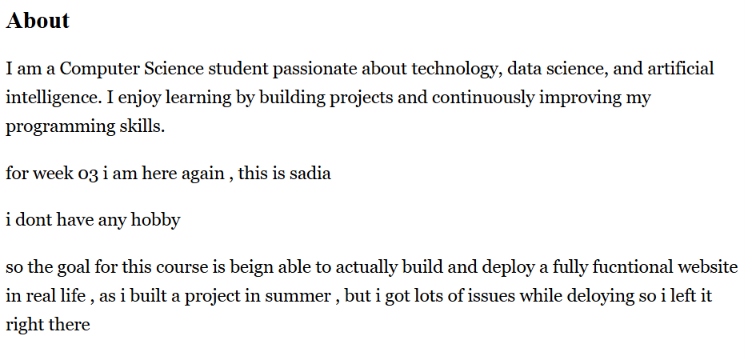 About
I am a Computer Science student passionate about technology, data science, and artificial
intelligence. I enjoy learning by building projects and continuously improving my
programming skills.
for week 03 i am here again , this is sadia
i dont have any hobby
so the goal for this course is beign able to actually build and deploy a fully fucntional website
in real life , as i built a project in summer , but i got lots of issues while deloying so i left it
right there